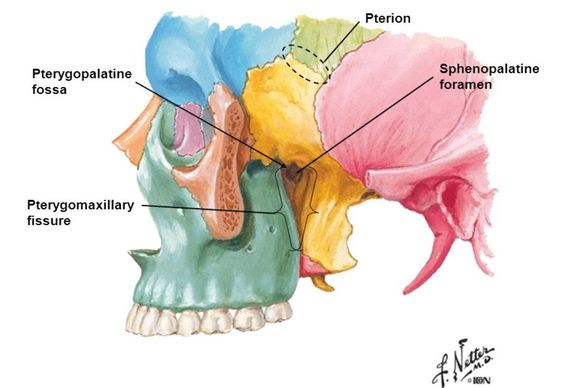 Pterion
Pterygopalatine
fossa
Sphenopalatine
foramen
Pterygomaxillary
fissure
F. Netter
M.D.